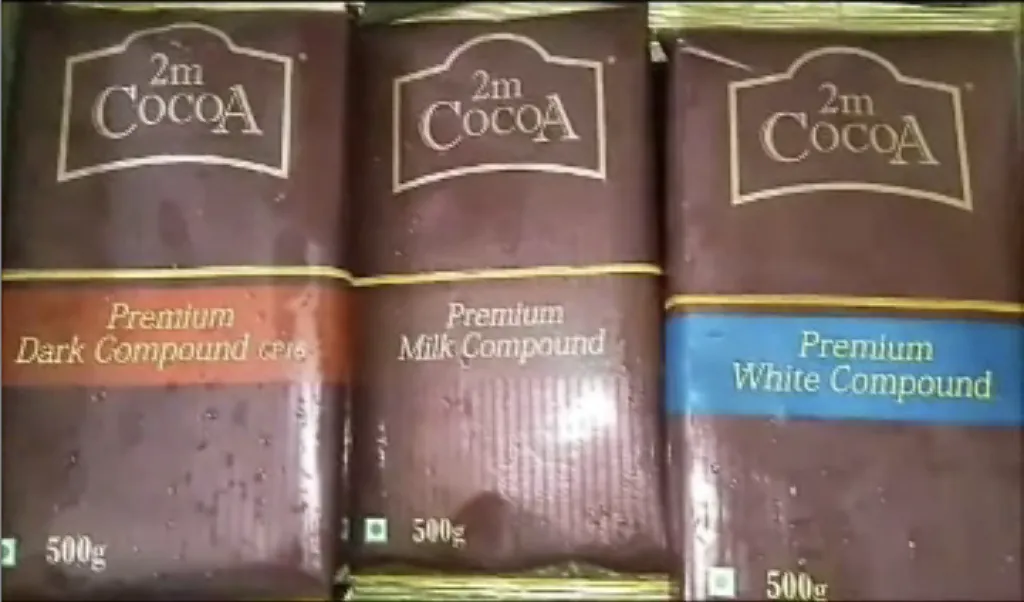 2m
COCOA
Premium
Dark Compound
500g
2m
COCOA
Premium
Milk Compound
500g
2m
COCOA
Premium
White Compound
500g